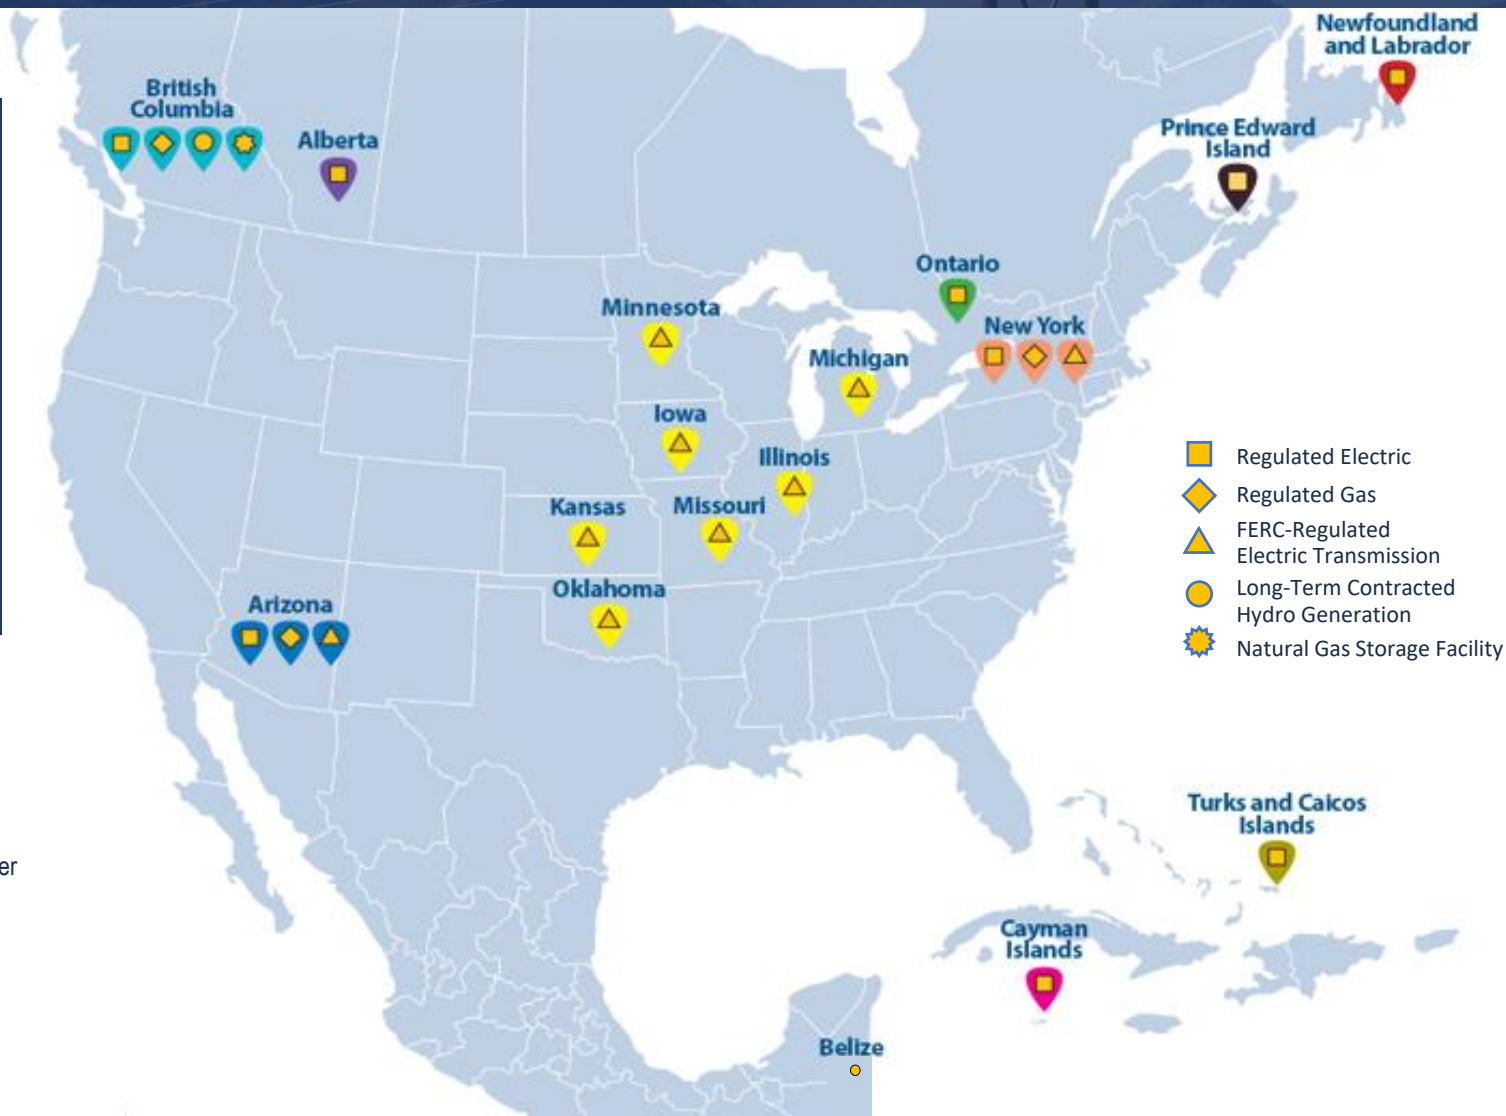 Newfoundland
and Labrador
British
Columbia
Alberta
Prince Edward
Island
Ontario
Minnesota
New York
Michigan
Iowa
Illinois
Kansas
Missouri
Oklahoma
Arizona
Regulated Electric
Regulated Gas
FERC-Regulated
Electric Transmission
Long-Term Contracted
Hydro Generation
Natural Gas Storage Facility
Turks and Caicos
Islands
er
Cayman
Islands
Belize